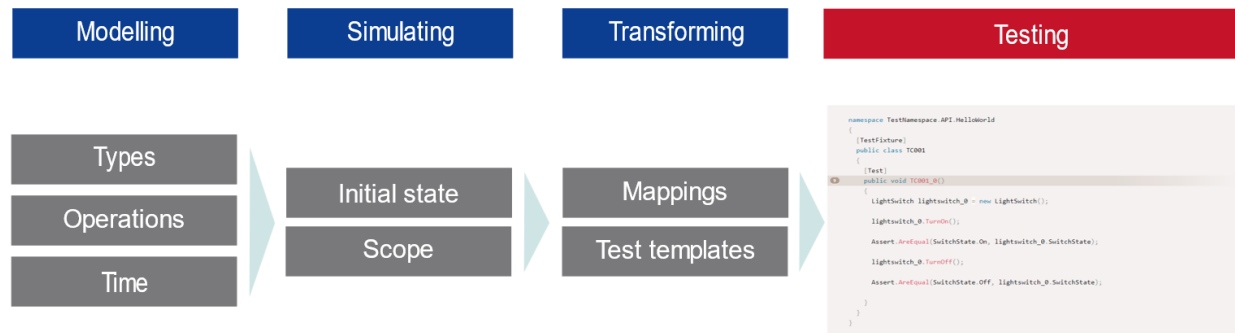 Modelling
Simulating
Transforming
Testing
Types
Operations
Time
Initial state
Scope
Mappings
Test templates
namespace TestNamespace.API.HelloWorld
{
[TestFixture]
public class TC001
{
[Test]
public void TC001_0()
{
LightSwitch lightswitch_0 = new LightSwitch();
lightswitch_0.TurnOn();
Assert.AreEqual(SwitchState.On, lightswitch_0.SwitchState);
lightswitch_0.TurnOff();
Assert.AreEqual(SwitchState.Off, lightswitch_0.SwitchState);
}
}
}